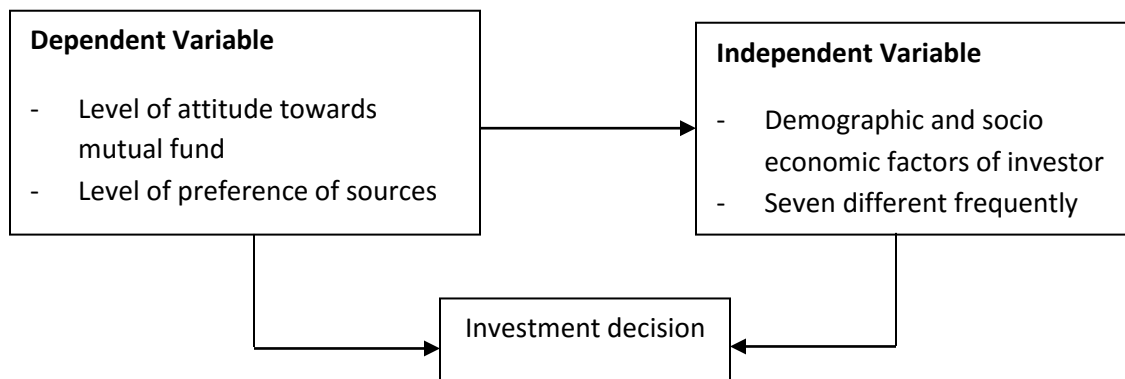 Dependent Variable
- Level of attitude towards
mutual fund
- Level of preference of sources
Independent Variable
- Demographic and socio
economic factors of investor
- Seven different frequently
Investment decision